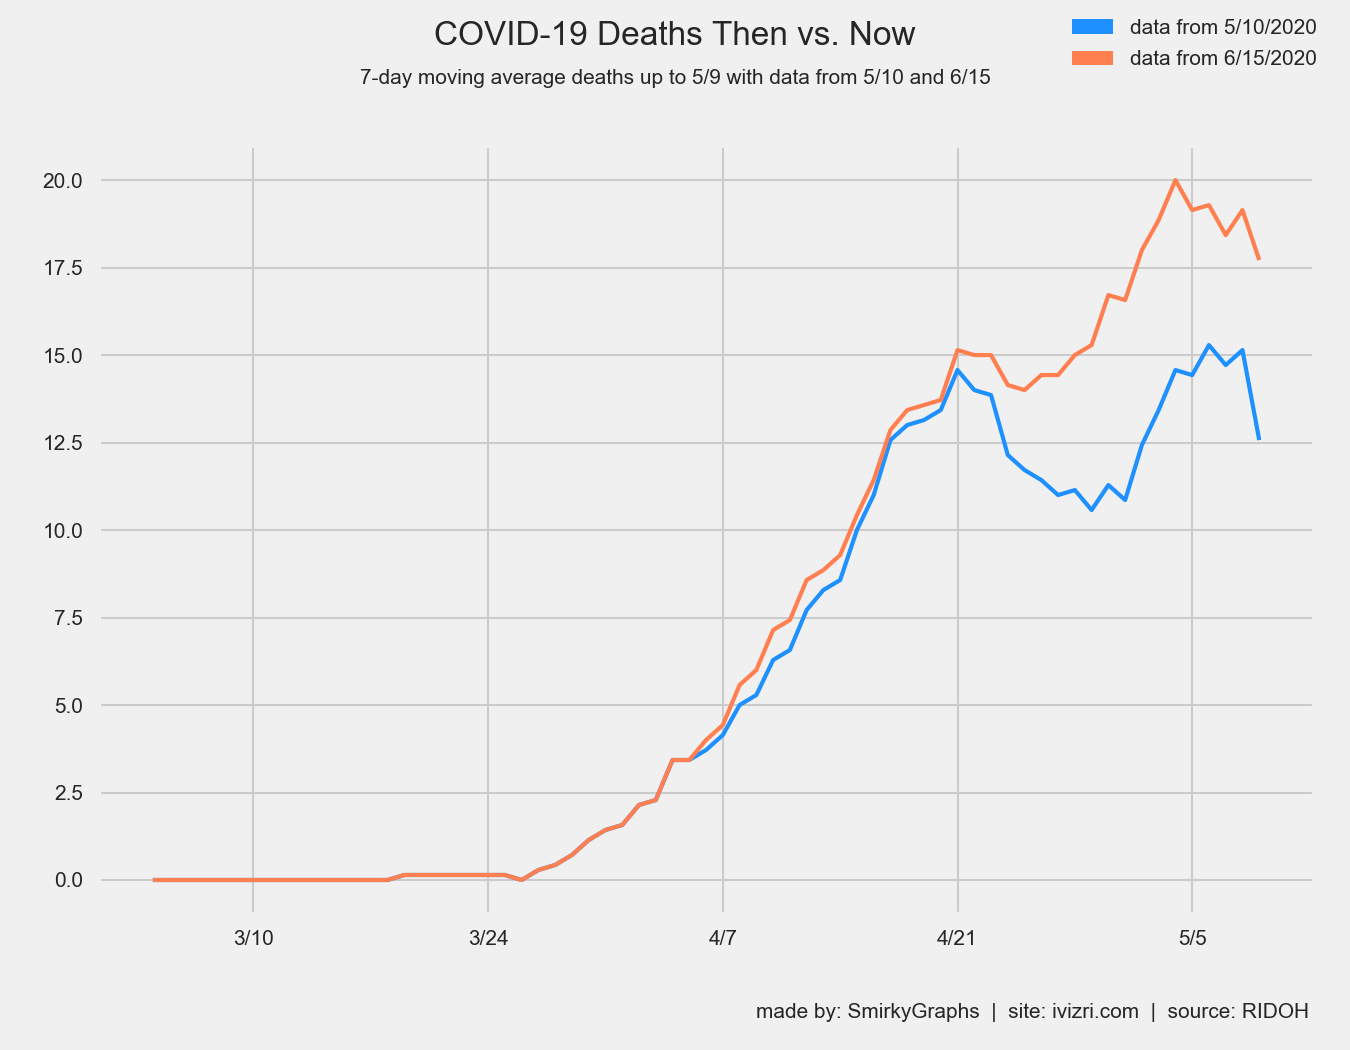 COVID-19 Deaths Then vs. Now
7-day moving average deaths up to 5/9 with data from 5/10 and 6/15
data from 5/10/2020
data from 6/15/2020
20.0
17.5
15.0
12.5
10.0
7.5
5.0
2.5
0.0
3/10 3/24 4/7 4/21 5/5
made by: SmirkyGraphs | site: ivizri.com | source: RIDOH